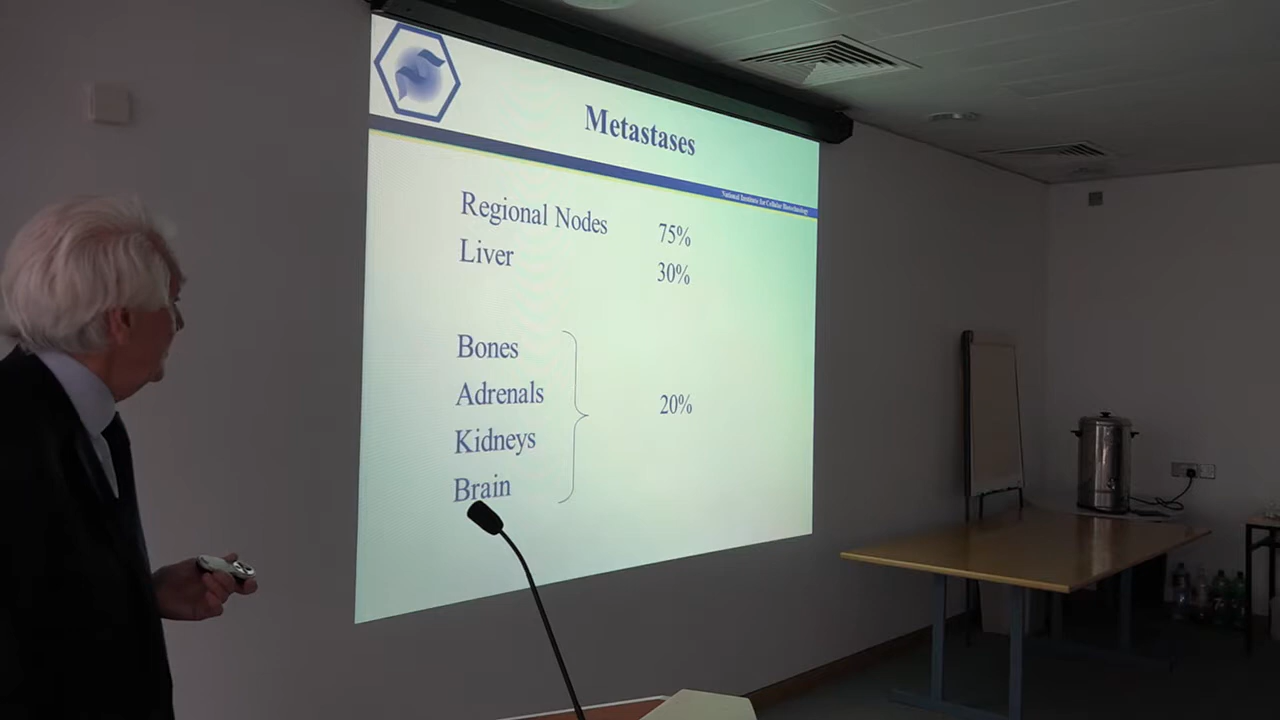 Metastases
National Institute for Cellular Biotechnology
Regional Nodes 75%
Liver 30%
Bones
Adrenals 20%
Kidneys
Brain